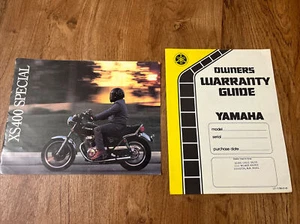 XS400 SPECIAL
OWNERS
WARRANTY
GUIDE
YAMAHA
model
serial
purchase date